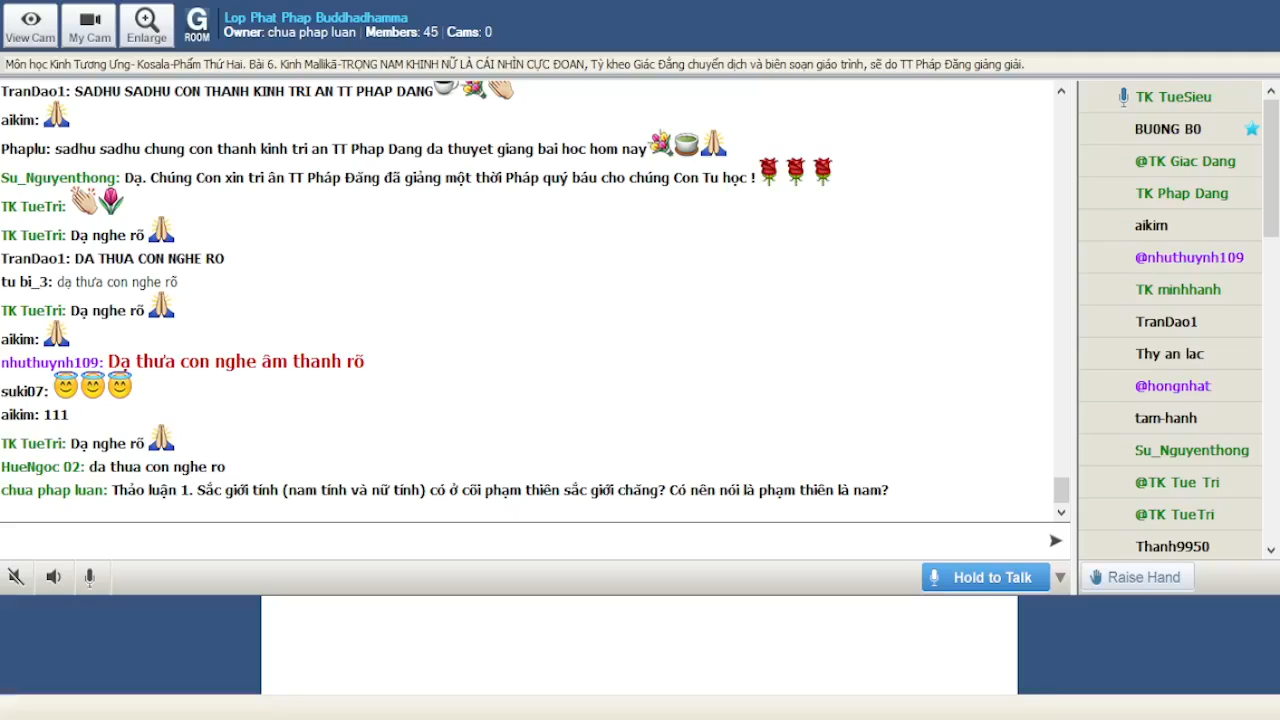 View Cam
My Cam
Enlarge
G ROOM
Lop Phat Phap Buddhadhamma
Owner: chua phap luan | Members: 45 | Cams: 0
Môn học Kinh Tương Ưng- Kosala-Phẩm Thứ Hai. Bài 6. Kinh Mallikā-TRỌNG NAM KHINH NỮ LÀ CÁI NHÌN CỰC ĐOAN, Tỳ kheo Giác Đẳng chuyển dịch và biên soạn giáo trình, sẽ do TT Pháp Đăng giảng giải.
TranDao1: SADHU SADHU CON THANH KINH TRI AN TT PHAP DANG
aikim:
Phaplu: sadhu sadhu chung con thanh kinh tri an TT Phap Dang da thuyet giang bai hoc hom nay
Su_Nguyenthong: Dạ. Chúng Con xin tri ân TT Pháp Đăng đã giảng một thời Pháp quý báu cho chúng Con Tu học !
TK TueTri:
TK TueTri: Dạ nghe rõ
TranDao1: DA THUA CON NGHE RO
tu bi_3: dạ thưa con nghe rõ
TK TueTri: Dạ nghe rõ
aikim:
nhuthuynh109: Dạ thưa con nghe âm thanh rõ
suki07:
aikim: 111
TK TueTri: Dạ nghe rõ
HueNgoc 02: da thua con nghe ro
chua phap luan: Thảo luận 1. Sắc giới tính (nam tính và nữ tính) có ở cõi phạm thiên sắc giới chăng? Có nên nói là phạm thiên là nam?
Hold to Talk
TK TueSieu
BU0NG B0
@TK Giac Dang
TK Phap Dang
aikim
@nhuthuynh109
TK minhhanh
TranDao1
Thy an lac
@hongnhat
tam-hanh
Su_Nguyenthong
@TK Tue Tri
@TK TueTri
Thanh9950
Raise Hand